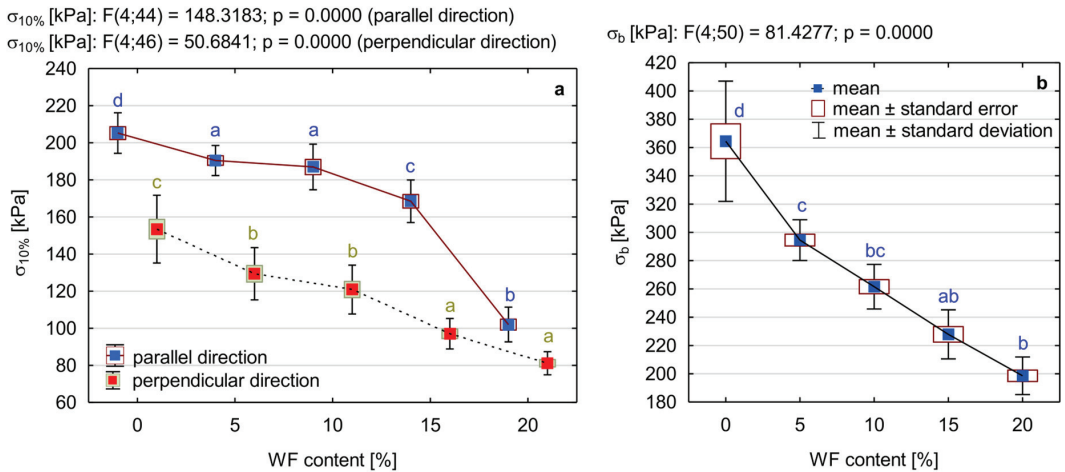 σ10% [kPa]: F(4;44) = 148.3183; p = 0.0000 (parallel direction)
σ10% [kPa]: F(4;46) = 50.6841; p = 0.0000 (perpendicular direction)
240
220
200
180
160
140
120
100
80
60
σ10% [kPa]
a
d
a
a
c
b
c
b
b
a
a
parallel direction
perpendicular direction
0 5 10 15 20
WF content [%]
σb [kPa]: F(4;50) = 81.4277; p = 0.0000
420
400
380
360
340
320
300
280
260
240
220
200
180
σb [kPa]
b
mean
mean ± standard error
mean ± standard deviation
d
c
bc
ab
b
0 5 10 15 20
WF content [%]